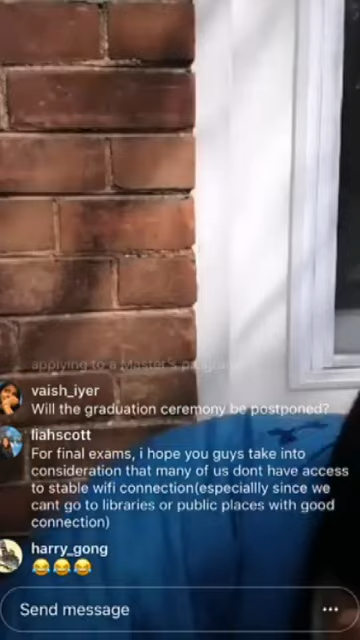 applying to a Master's program
vaish_iyer
Will the graduation ceremony be postponed?
liahscott
For final exams, i hope you guys take into
consideration that many of us dont have access
to stable wifi connection(especiallly since we
cant go to libraries or public places with good
connection)
harry_gong
😂😂😂
Send message